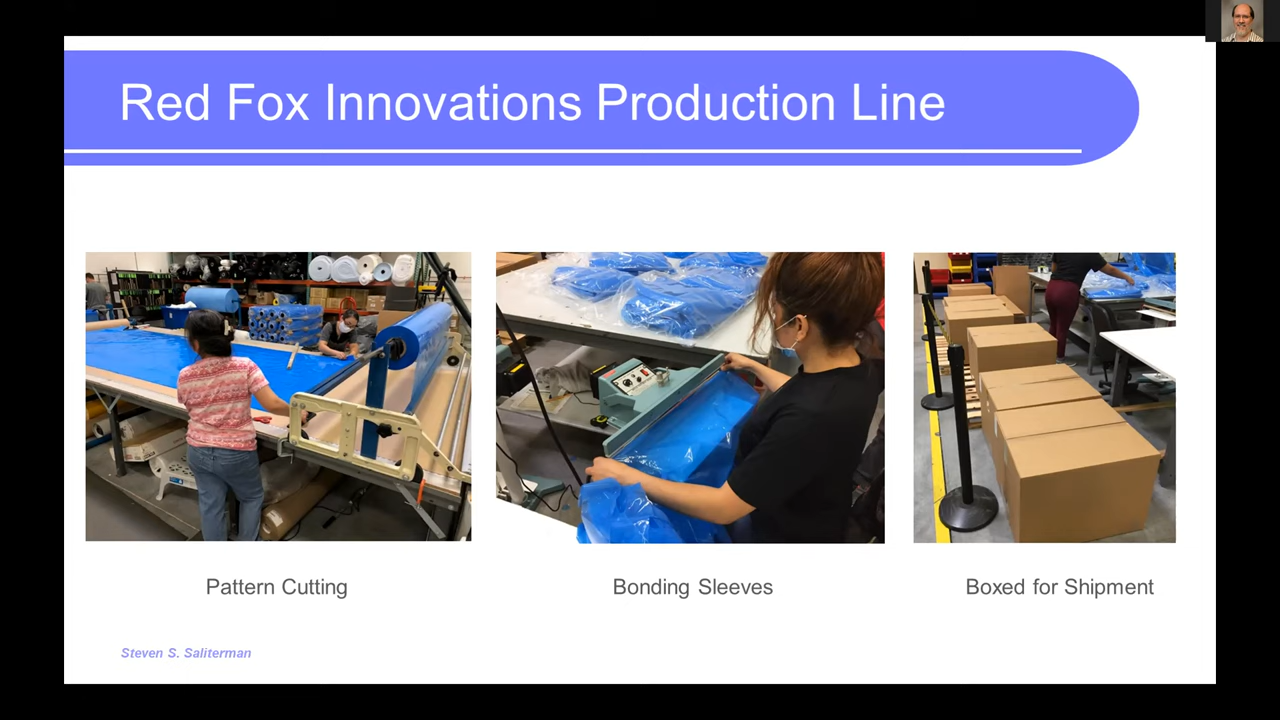 Red Fox Innovations Production Line
Pattern Cutting
Bonding Sleeves
Boxed for Shipment
Steven S. Saliterman